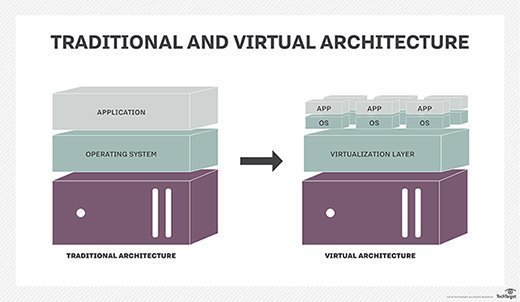 TRADITIONAL AND VIRTUAL ARCHITECTURE
APPLICATION
OPERATING SYSTEM
TRADITIONAL ARCHITECTURE
APP APP APP
OS OS OS
VIRTUALIZATION LAYER
VIRTUAL ARCHITECTURE
TechTarget